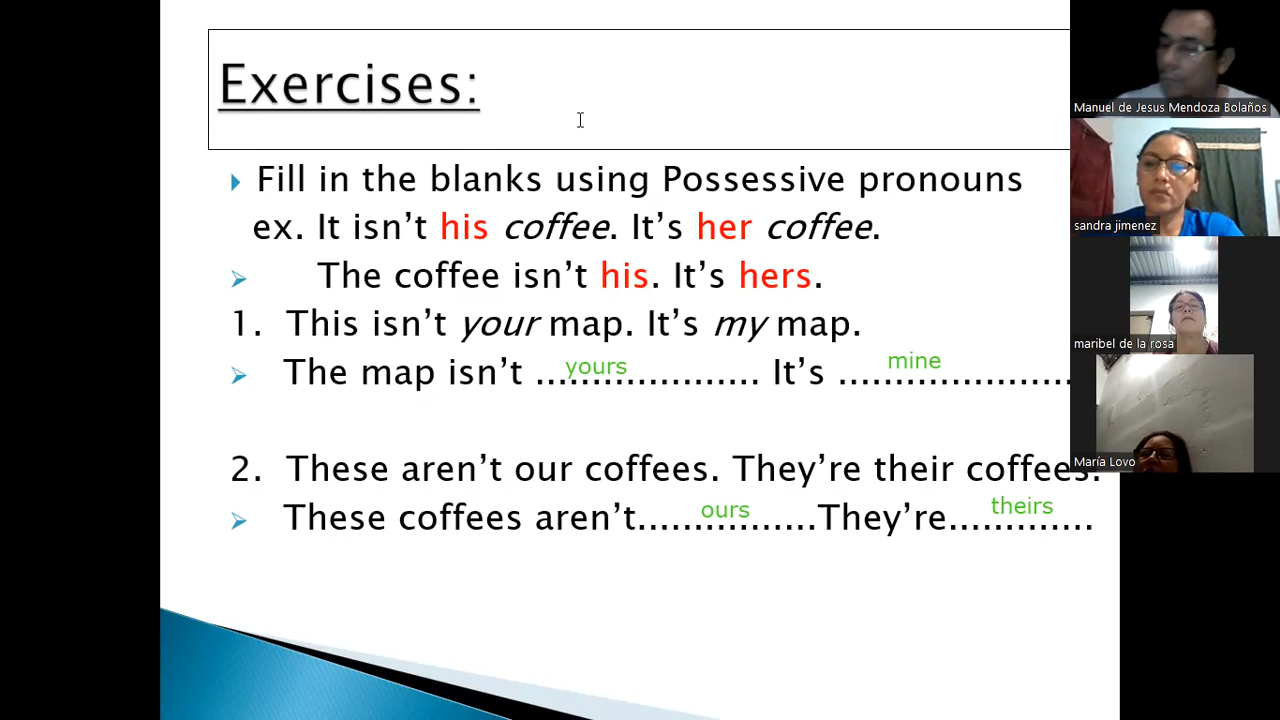 Exercises:
Fill in the blanks using Possessive pronouns
ex. It isn’t his coffee. It’s her coffee.
The coffee isn’t his. It’s hers.
1. This isn’t your map. It’s my map.
The map isn’t ...yours................. It’s ....mine.................
2. These aren’t our coffees. They’re their coffees.
These coffees aren’t.....ours...........They’re....theirs.........
Manuel de Jesus Mendoza Bolaños
sandra jimenez
maribel de la rosa
María Lovo